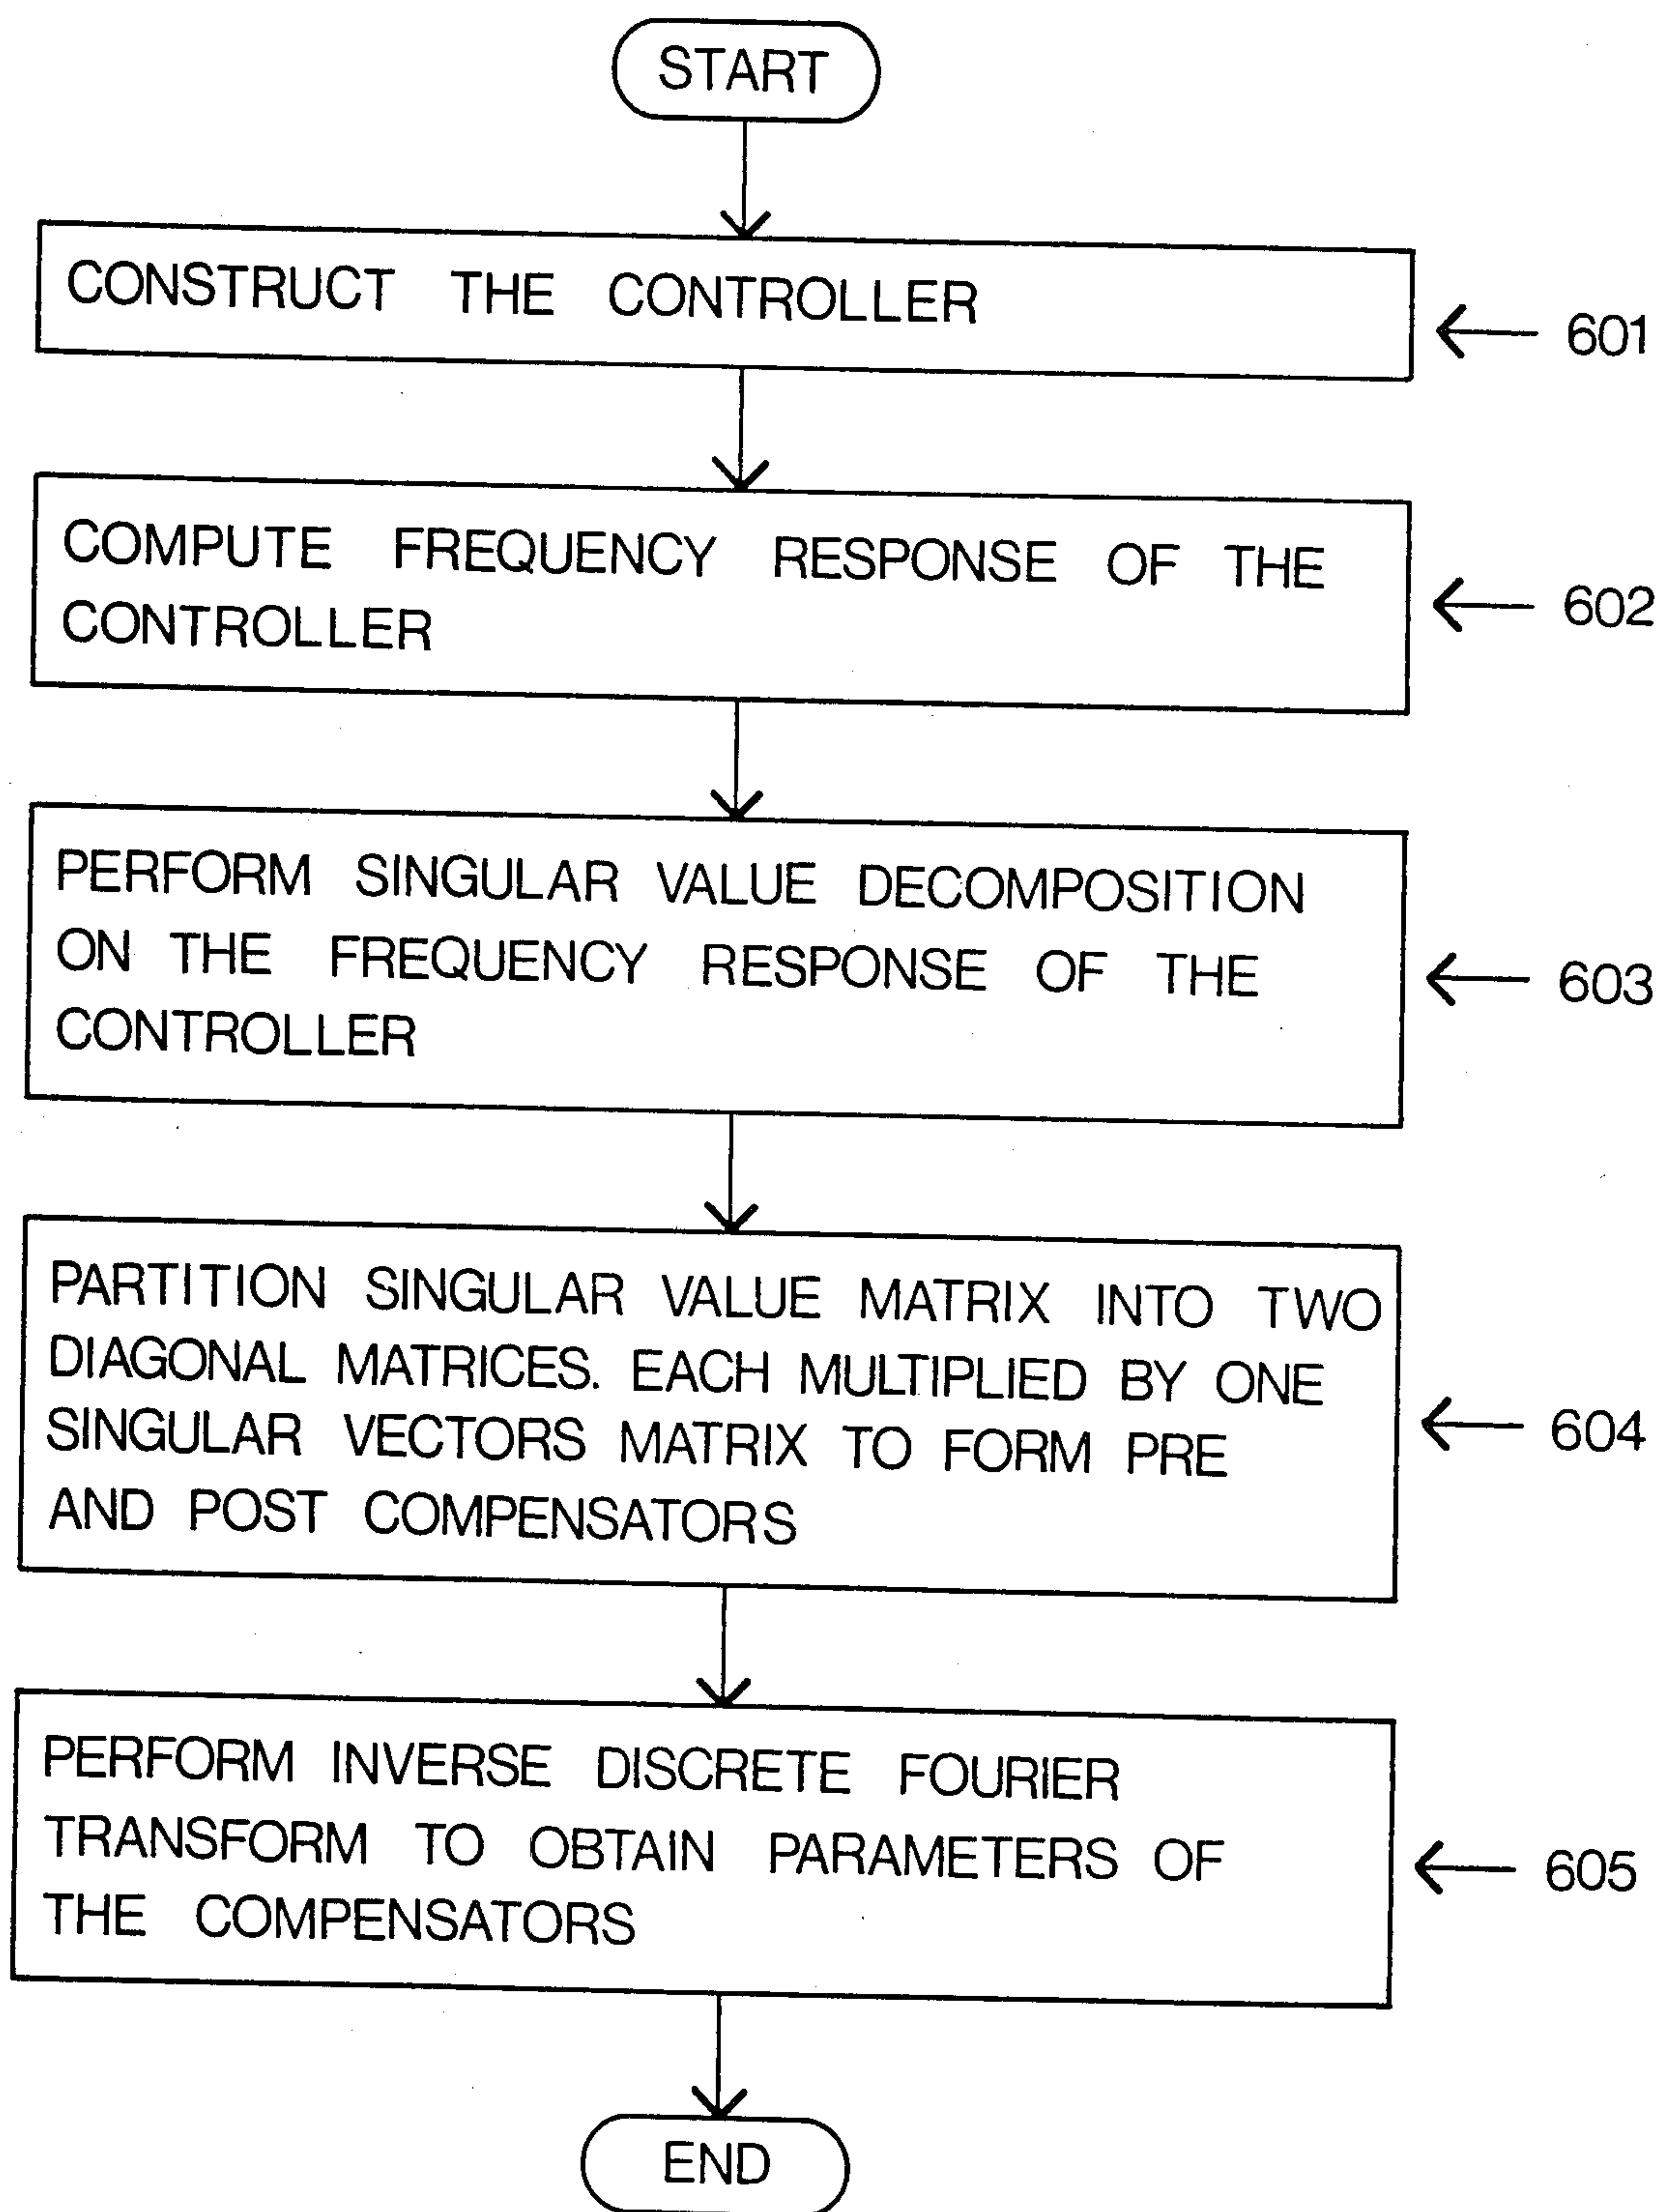 START
CONSTRUCT THE CONTROLLER
601
COMPUTE FREQUENCY RESPONSE OF THE
CONTROLLER
602
PERFORM SINGULAR VALUE DECOMPOSITION
ON THE FREQUENCY RESPONSE OF THE
CONTROLLER
603
PARTITION SINGULAR VALUE MATRIX INTO TWO
DIAGONAL MATRICES. EACH MULTIPLIED BY ONE
SINGULAR VECTORS MATRIX TO FORM PRE
AND POST COMPENSATORS
604
PERFORM INVERSE DISCRETE FOURIER
TRANSFORM TO OBTAIN PARAMETERS OF
THE COMPENSATORS
605
END